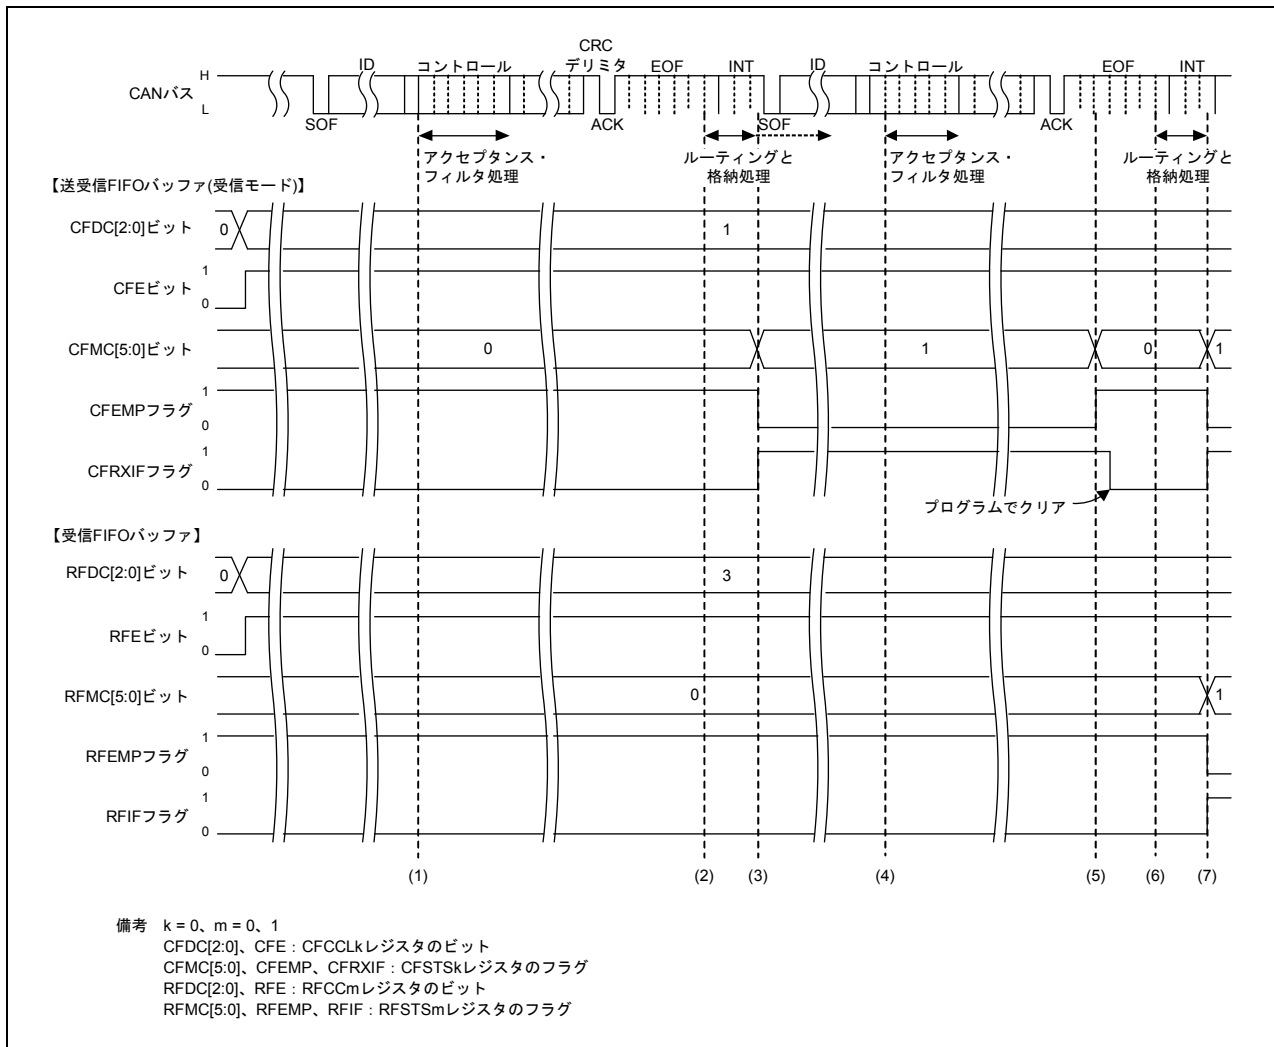 CRC
ID コントロール デリミタ EOF INT ID コントロール EOF INT
H
CANバス
L
SOF ACK SOF ACK
アクセプタンス・
フィルタ処理
ルーティングと
格納処理
アクセプタンス・
フィルタ処理
ルーティングと
格納処理
【送受信FIFOバッファ(受信モード)】
CFDC[2:0]ビット 0 1
1
CFEビット
0
CFMC[5:0]ビット 0 1 0 1
1
CFEMPフラグ
0
1
CFRXIFフラグ
0
プログラムでクリア
【受信FIFOバッファ】
RFDC[2:0]ビット 0 3
1
RFEビット
0
RFMC[5:0]ビット 0 1
1
RFEMPフラグ
0
1
RFIFフラグ
0
(1) (2) (3) (4) (5) (6) (7)
備考 k = 0、m = 0、1
CFDC[2:0]、CFE : CFCCLkレジスタのビット
CFMC[5:0]、CFEMP、CFRXIF : CFSTSkレジスタのフラグ
RFDC[2:0]、RFE : RFCCmレジスタのビット
RFMC[5:0]、RFEMP、RFIF : RFSTSmレジスタのフラグ